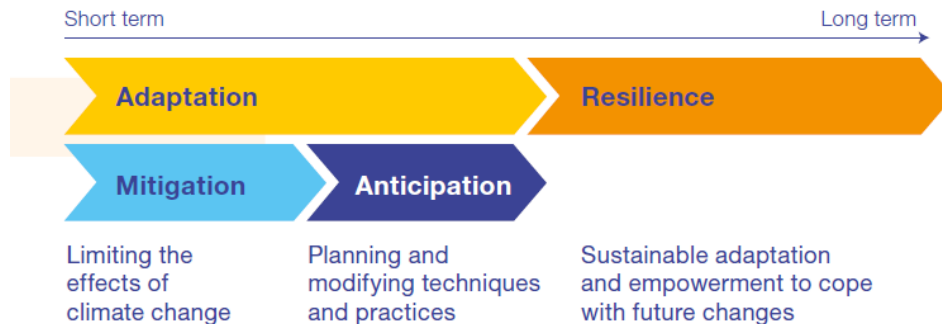 Short term
Long term
Adaptation
Resilience
Mitigation
Anticipation
Limiting the
effects of
climate change
Planning and
modifying techniques
and practices
Sustainable adaptation
and empowerment to cope
with future changes